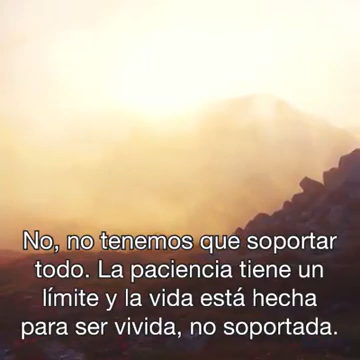 No, no tenemos que soportar
todo. La paciencia tiene un
límite y la vida está hecha
para ser vivida, no soportada.